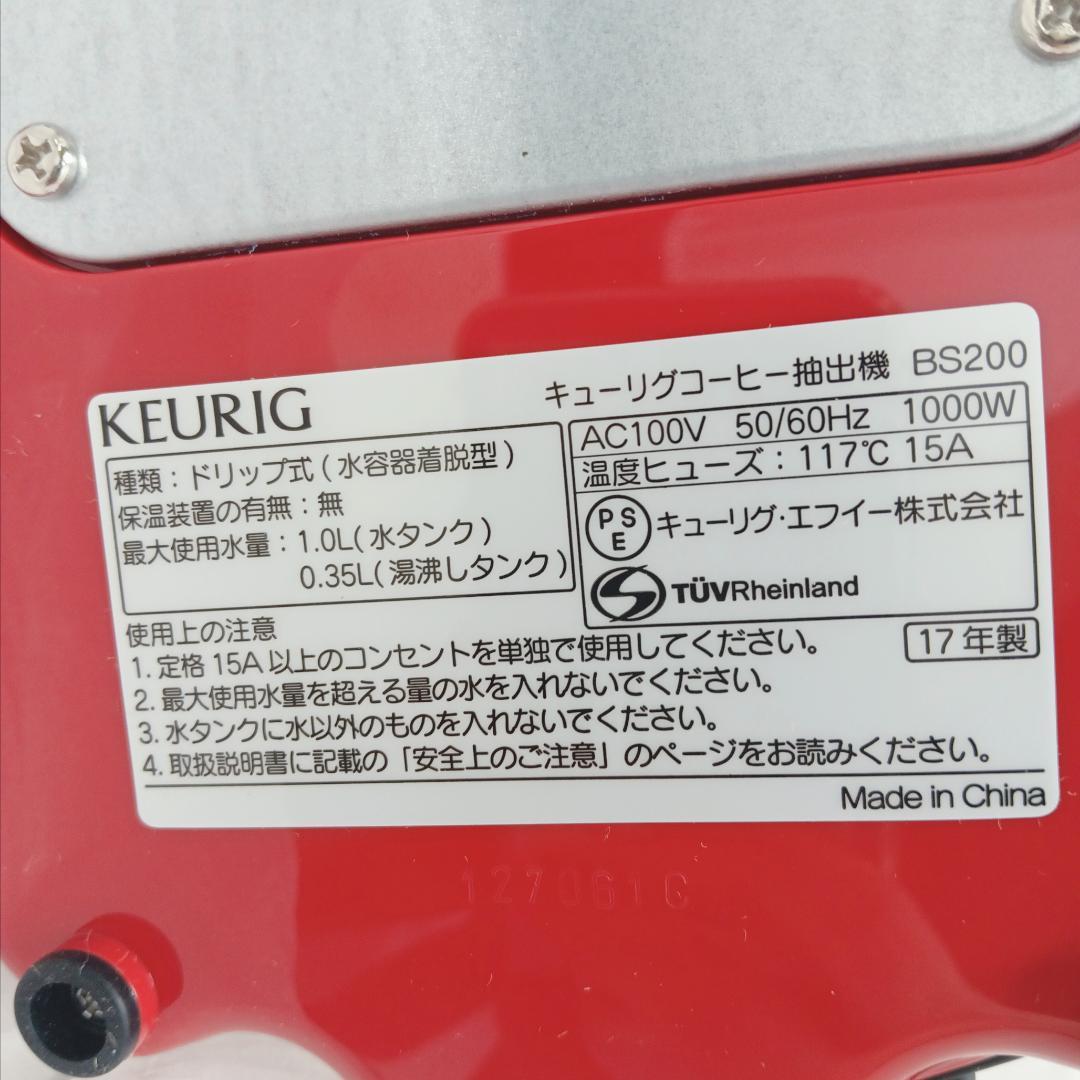 KEURIG
キューリグコーヒー抽出機 BS200
種類：ドリップ式(水容器着脱型)
保温装置の有無：無
最大使用水量：1.0L(水タンク)
0.35L(湯沸しタンク)
AC100V 50/60Hz 1000W
温度ヒューズ：117℃ 15A
PSE キューリグ・エフイー株式会社
TÜVRheinland
使用上の注意
17年製
1. 定格15A以上のコンセントを単独で使用してください。
2. 最大使用水量を超える量の水を入れないでください。
3. 水タンクに水以外のものを入れないでください。
4. 取扱説明書に記載の「安全上のご注意」のページをお読みください。
Made in China